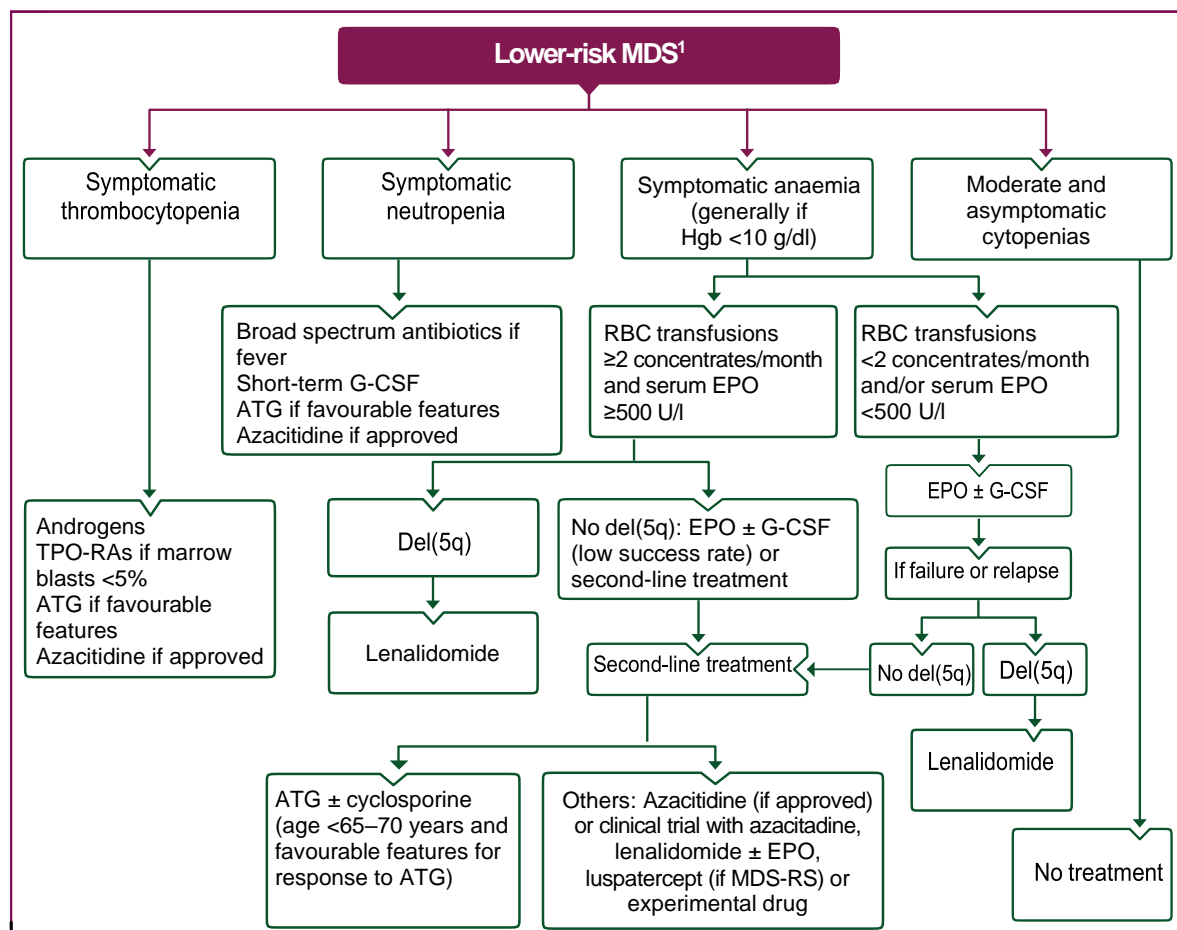 Lower-risk MDS1
Symptomatic
thrombocytopenia
Symptomatic
neutropenia
Symptomatic anaemia
(generally if
Hgb <10 g/dl)
Moderate and
asymptomatic
cytopenias
Broad spectrum antibiotics if
fever
Short-term G-CSF
ATG if favourable features
Azacitidine if approved
RBC transfusions
≥2 concentrates/month
and serum EPO
≥500 U/l
RBC transfusions
<2 concentrates/month
and/or serum EPO
<500 U/l
Androgens
TPO-RAs if marrow
blasts <5%
ATG if favourable
features
Azacitidine if approved
Del(5q)
No del(5q): EPO ± G-CSF
(low success rate) or
second-line treatment
EPO ± G-CSF
If failure or relapse
Lenalidomide
Second-line treatment
No del(5q)
Del(5q)
Lenalidomide
ATG ± cyclosporine
(age <65–70 years and
favourable features for
response to ATG)
Others: Azacitidine (if approved)
or clinical trial with azacitadine,
lenalidomide ± EPO,
luspatercept (if MDS-RS) or
experimental drug
No treatment